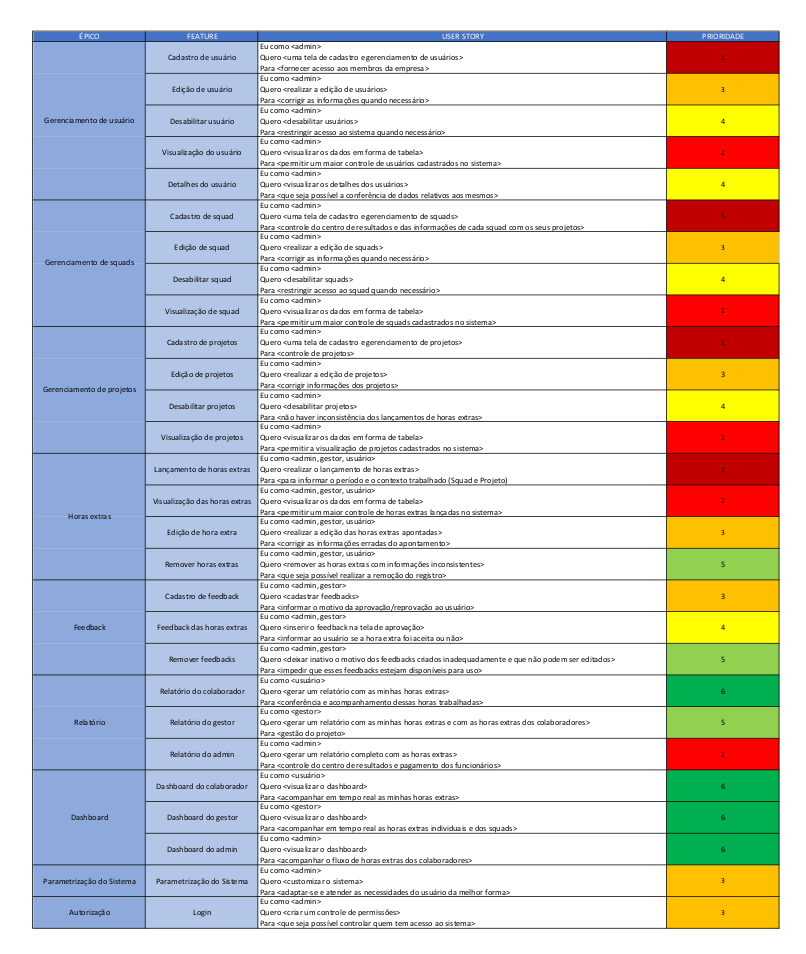 ÉPICO FEATURE USER STORY PRIORIDADE
Gerenciamento de usuário
Cadastro de usuário
Eu como <admin>
Quero <uma tela de cadastro e gerenciamento de usuários>
Para <fornecer acesso aos membros da empresa>
1
Edição de usuário
Eu como <admin>
Quero <realizar a edição de usuários>
Para <corrigir as informações quando necessário>
3
Desabilitar usuário
Eu como <admin>
Quero <desabilitar usuários>
Para <restringir acesso ao sistema quando necessário>
4
Visualização do usuário
Eu como <admin>
Quero <visualizar os dados em forma de tabela>
Para <permitir um maior controle de usuários cadastrados no sistema>
2
Detalhes do usuário
Eu como <admin>
Quero <visualizar os detalhes dos usuários>
Para <que seja possível a conferência de dados relativos aos mesmos>
4
Gerenciamento de squads
Cadastro de squad
Eu como <admin>
Quero <uma tela de cadastro e gerenciamento de squads>
Para <controle do centro de resultados e das informações de cada squad com os seus projetos>
1
Edição de squad
Eu como <admin>
Quero <realizar a edição de squads>
Para <corrigir as informações quando necessário>
3
Desabilitar squad
Eu como <admin>
Quero <desabilitar squads>
Para <restringir acesso ao squad quando necessário>
4
Visualização de squad
Eu como <admin>
Quero <visualizar os dados em forma de tabela>
Para <permitir um maior controle de squads cadastrados no sistema>
2
Gerenciamento de projetos
Cadastro de projetos
Eu como <admin>
Quero <uma tela de cadastro e gerenciamento de projetos>
Para <controle de projetos>
1
Edição de projetos
Eu como <admin>
Quero <realizar a edição de projetos>
Para <corrigir informações dos projetos>
3
Desabilitar projetos
Eu como <admin>
Quero <desabilitar projetos>
Para <não haver inconsistência dos lançamentos de horas extras>
4
Visualização de projetos
Eu como <admin>
Quero <visualizar os dados em forma de tabela>
Para <permitir a visualização de projetos cadastrados no sistema>
2
Horas extras
Lançamento de horas extras
Eu como <admin, gestor, usuário>
Quero <realizar o lançamento de horas extras>
Para <para informar o período e o contexto trabalhado (Squad e Projeto)
1
Visualização das horas extras
Eu como <admin, gestor, usuário>
Quero <visualizar os dados em forma de tabela>
Para <permitir um maior controle de horas extras lançadas no sistema>
2
Edição de hora extra
Eu como <admin, gestor, usuário>
Quero <realizar a edição das horas extras apontadas>
Para <corrigir as informações erradas do apontamento>
3
Remover horas extras
Eu como <admin, gestor, usuário>
Quero <remover as horas extras com informações inconsistentes>
Para <que seja possível realizar a remoção do registro>
5
Feedback
Cadastro de feedback
Eu como <admin, gestor>
Quero <cadastrar feedbacks>
Para <informar o motivo da aprovação/reprovação ao usuário>
3
Feedback das horas extras
Eu como <admin, gestor>
Quero <inserir o feedback na tela de aprovação>
Para <informar ao usuário se a hora extra foi aceita ou não>
4
Remover feedbacks
Eu como <admin, gestor>
Quero <deixar inativo o motivo dos feedbacks criados inadequadamente e que não podem ser editados>
Para <impedir que esses feedbacks estejam disponíveis para uso>
5
Relatório
Relatório do colaborador
Eu como <usuário>
Quero <gerar um relatório com as minhas horas extras>
Para <conferência e acompanhamento dessas horas trabalhadas>
6
Relatório do gestor
Eu como <gestor>
Quero <gerar um relatório com as minhas horas extras e com as horas extras dos colaboradores>
Para <gestão do projeto>
5
Relatório do admin
Eu como <admin>
Quero <gerar um relatório completo com as horas extras>
Para <controle do centro de resultados e pagamento dos funcionários>
2
Dashboard
Dashboard do colaborador
Eu como <usuário>
Quero <visualizar o dashboard>
Para <acompanhar em tempo real as minhas horas extras>
6
Dashboard do gestor
Eu como <gestor>
Quero <visualizar o dashboard>
Para <acompanhar em tempo real as horas extras individuais e dos squads>
6
Dashboard do admin
Eu como <admin>
Quero <visualizar o dashboard>
Para <acompanhar o fluxo de horas extras dos colaboradores>
6
Parametrização do Sistema
Parametrização do Sistema
Eu como <admin>
Quero <customizar o sistema>
Para <adaptar-se e atender as necesidades do usuário da melhor forma>
3
Autorização
Login
Eu como <admin>
Quero <criar um controle de permissões>
Para <que seja possível controlar quem tem acesso ao sistema>
3